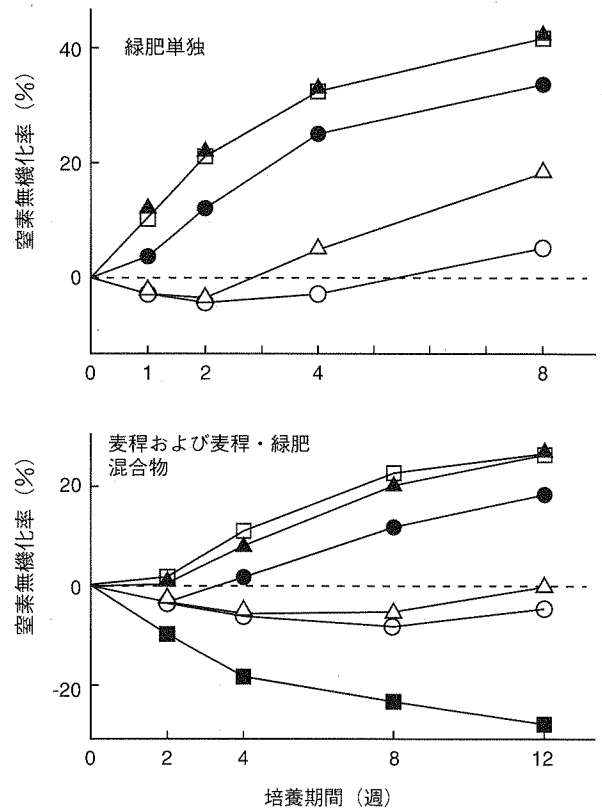 緑肥単独
窒素無機化率 (%)
40
20
0
0 1 2 4 8
麦稈および麦稈・緑肥
混合物
窒素無機化率 (%)
20
0
-20
0 2 4 8 12
培養期間 (週)